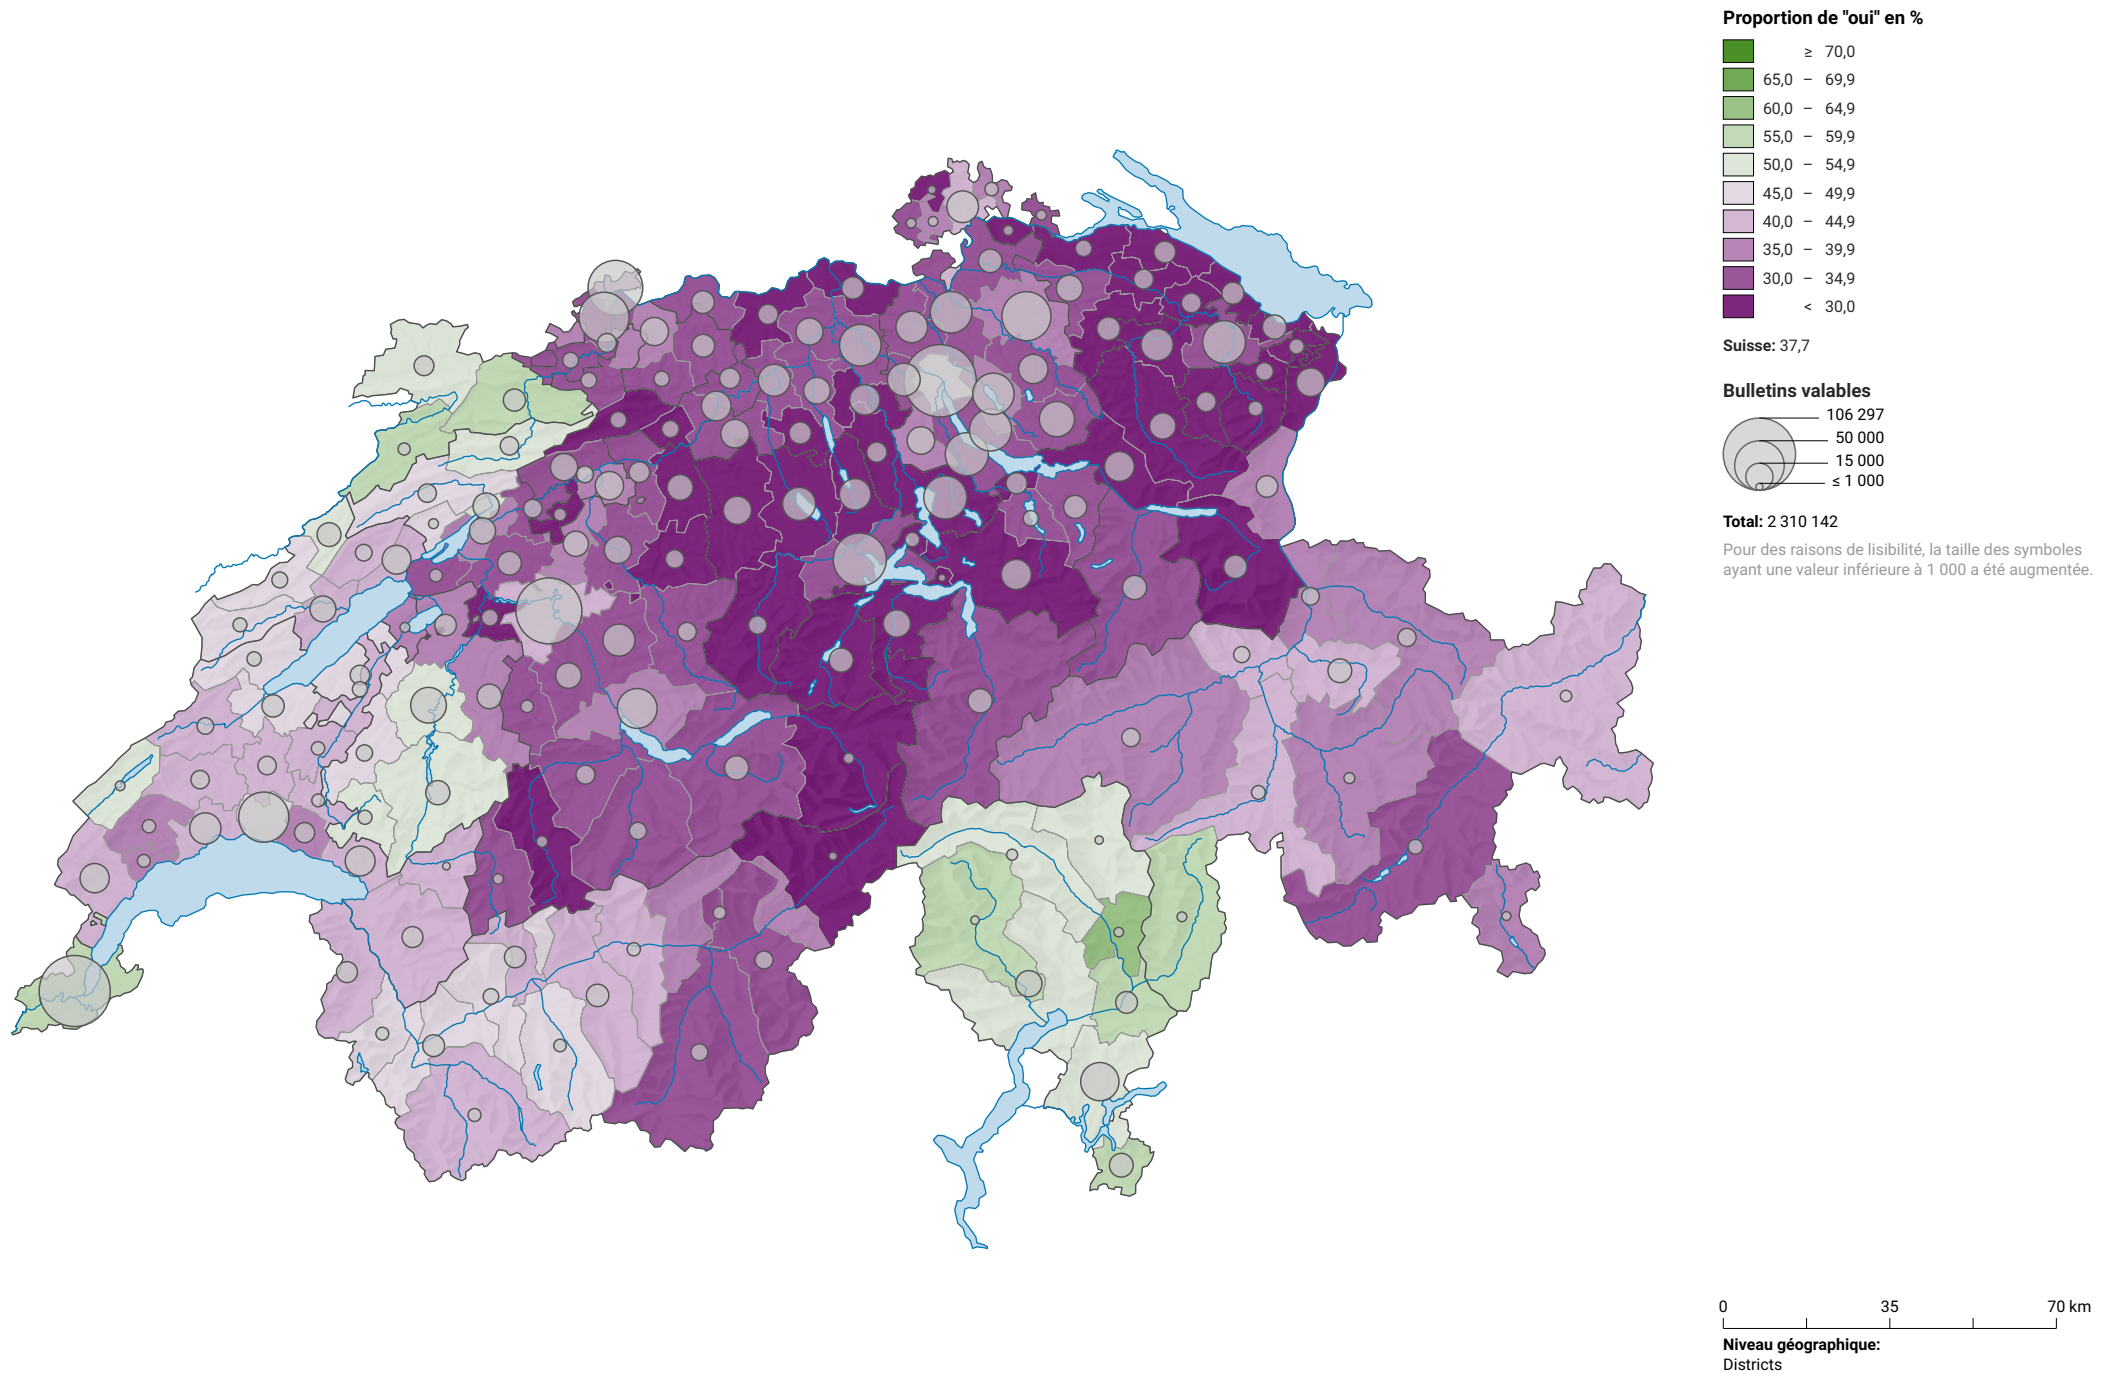 Proportion de "oui" en %
≥ 70,0
65,0 – 69,9
60,0 – 64,9
55,0 – 59,9
50,0 – 54,9
45,0 – 49,9
40,0 – 44,9
35,0 – 39,9
30,0 – 34,9
< 30,0
Suisse: 37,7
Bulletins valables
106 297
50 000
15 000
≤ 1 000
Total: 2 310 142
Pour des raisons de lisibilité, la taille des symboles
ayant une valeur inférieure à 1 000 a été augmentée.
0 35 70 km
Niveau géographique:
Districts